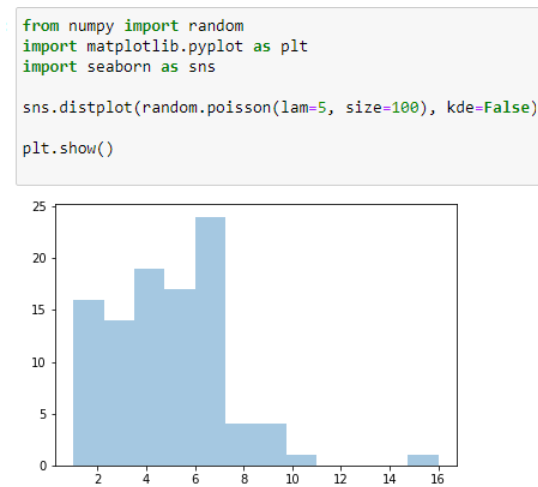 from numpy import random
import matplotlib.pyplot as plt
import seaborn as sns
sns.distplot(random.poisson(lam=5, size=100), kde=False)
plt.show()
25
20
15
10
5
0
2 4 6 8 10 12 14 16